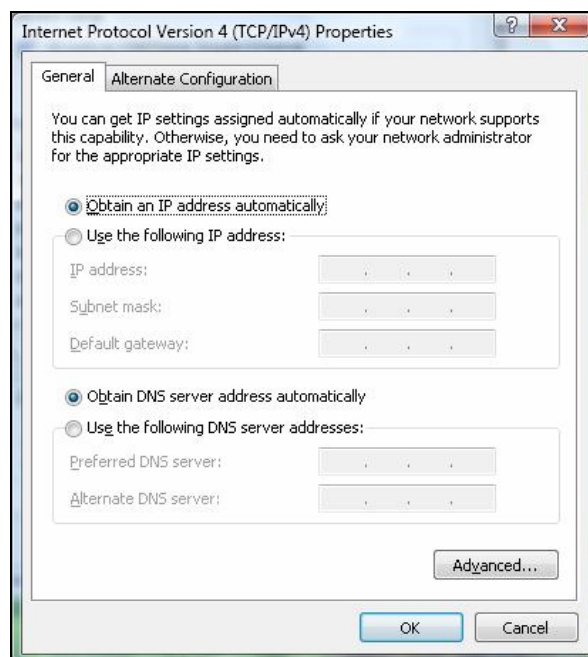 Internet Protocol Version 4 (TCP/IPv4) Properties
?
X
General
Alternate Configuration
You can get IP settings assigned automatically if your network supports
this capability. Otherwise, you need to ask your network administrator
for the appropriate IP settings.
Obtain an IP address automatically
Use the following IP address:
IP address:
. . .
Subnet mask:
. . .
Default gateway:
. . .
Obtain DNS server address automatically
Use the following DNS server addresses:
Preferred DNS server:
. . .
Alternate DNS server:
. . .
Advanced...
OK
Cancel